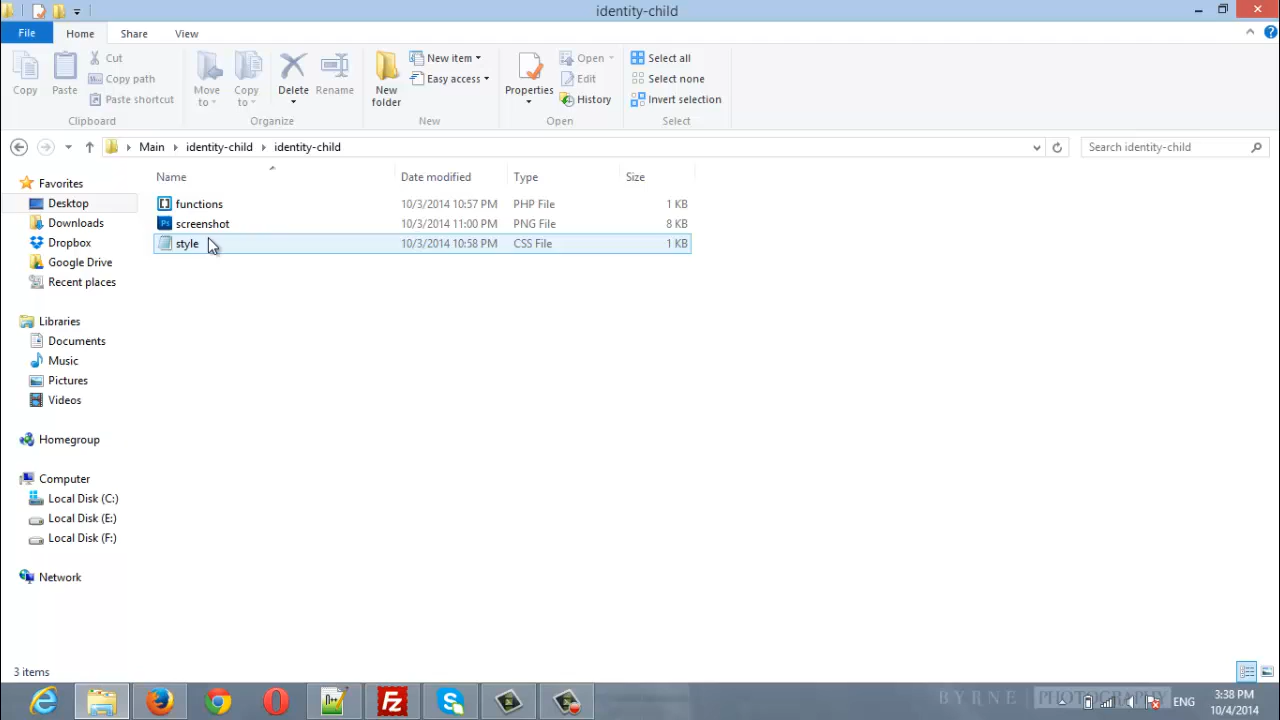 identity-child
File Home Share View
Copy
Paste
Cut
Copy path
Paste shortcut
Clipboard
Move to
Copy to
Delete
Rename
Organize
New folder
New item
Easy access
New
Properties
Open
Edit
History
Open
Select all
Select none
Invert selection
Select
Main identity-child identity-child
Search identity-child
Name Date modified Type Size
functions 10/3/2014 10:57 PM PHP File 1 KB
screenshot 10/3/2014 11:00 PM PNG File 8 KB
style 10/3/2014 10:58 PM CSS File 1 KB
Favorites
Desktop
Downloads
Dropbox
Google Drive
Recent places
Libraries
Documents
Music
Pictures
Videos
Homegroup
Computer
Local Disk (C:)
Local Disk (E:)
Local Disk (F:)
Network
3 items
BYRNE PHOTOGRAPHY
ENG
3:38 PM
10/4/2014